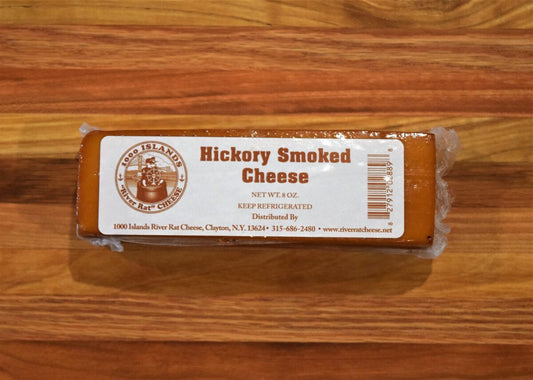 1000 ISLANDS
"River Rat" CHEESE
Hickory Smoked
Cheese
NET WT. 8 OZ.
KEEP REFRIGERATED
Distributed By
1000 Islands River Rat Cheese, Clayton, N.Y. 13624 • 315-686-2480 • www.riverratcheese.net